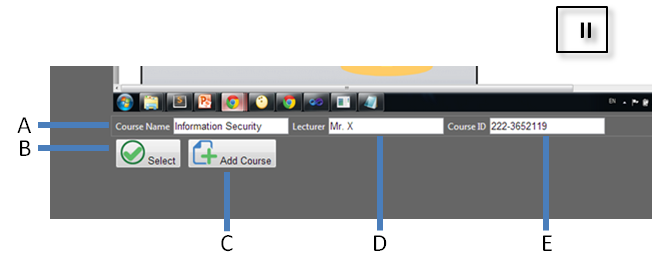 II
EN
A Course Name Information Security Lecturer Mr. X Course ID 222-3652119
B Select Add Course
C D E